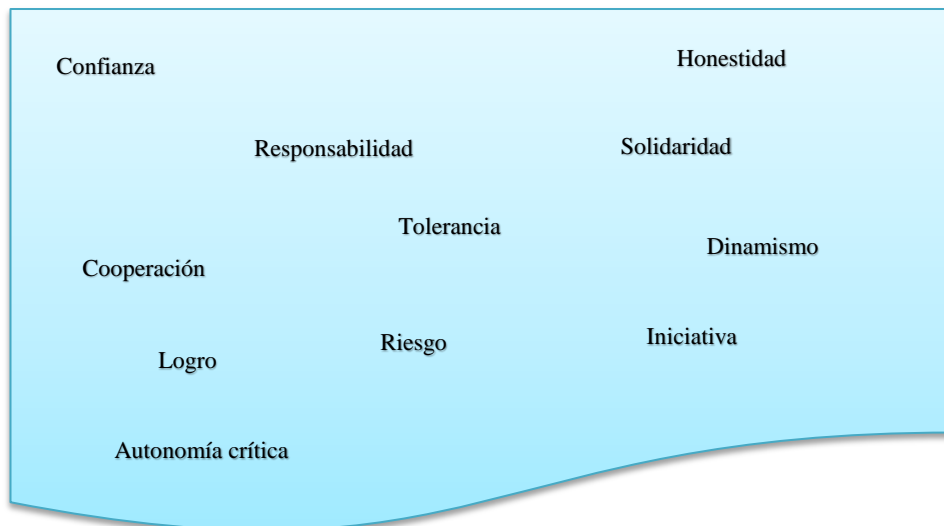 Confianza
Honestidad
Responsabilidad
Solidaridad
Tolerancia
Dinamismo
Cooperación
Iniciativa
Riesgo
Logro
Autonomía crítica